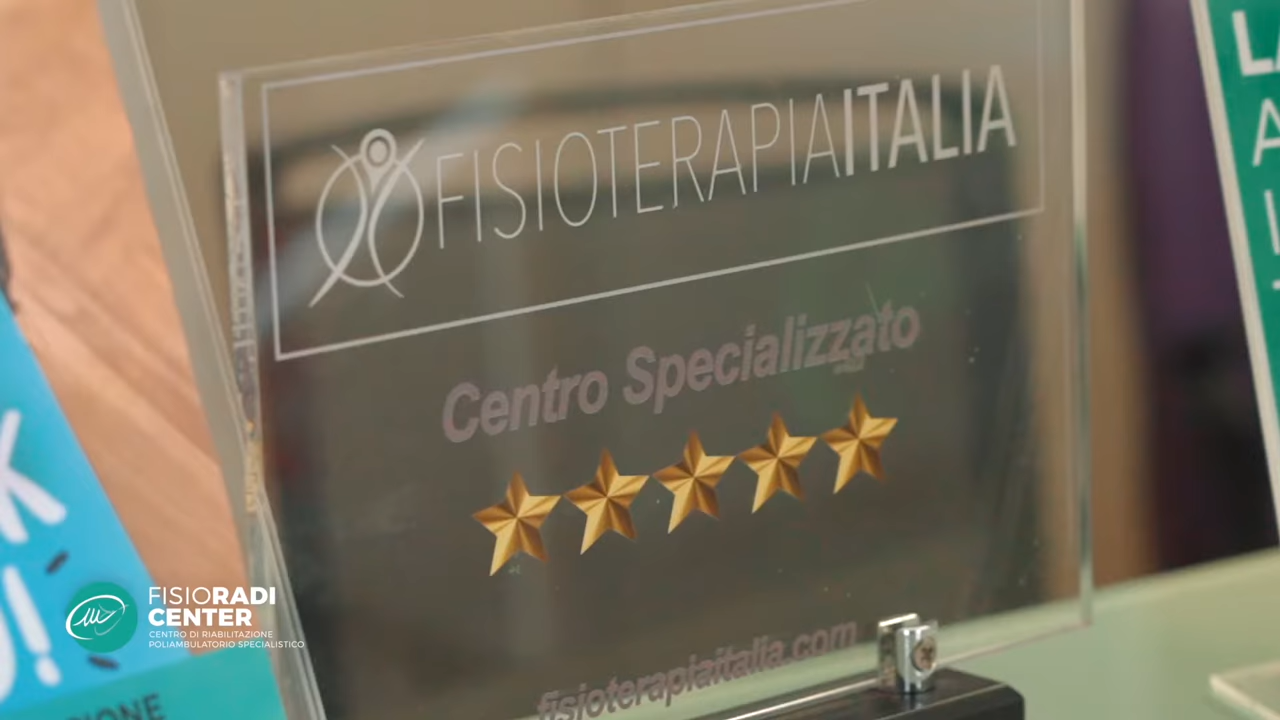 FISIOTERAPIAITALIA
Centro Specializzato
fisioterapiaitalia.com
FISIORADI
CENTER
CENTRO DI RIABILITAZIONE
POLIAMBULATORIO SPECIALISTICO